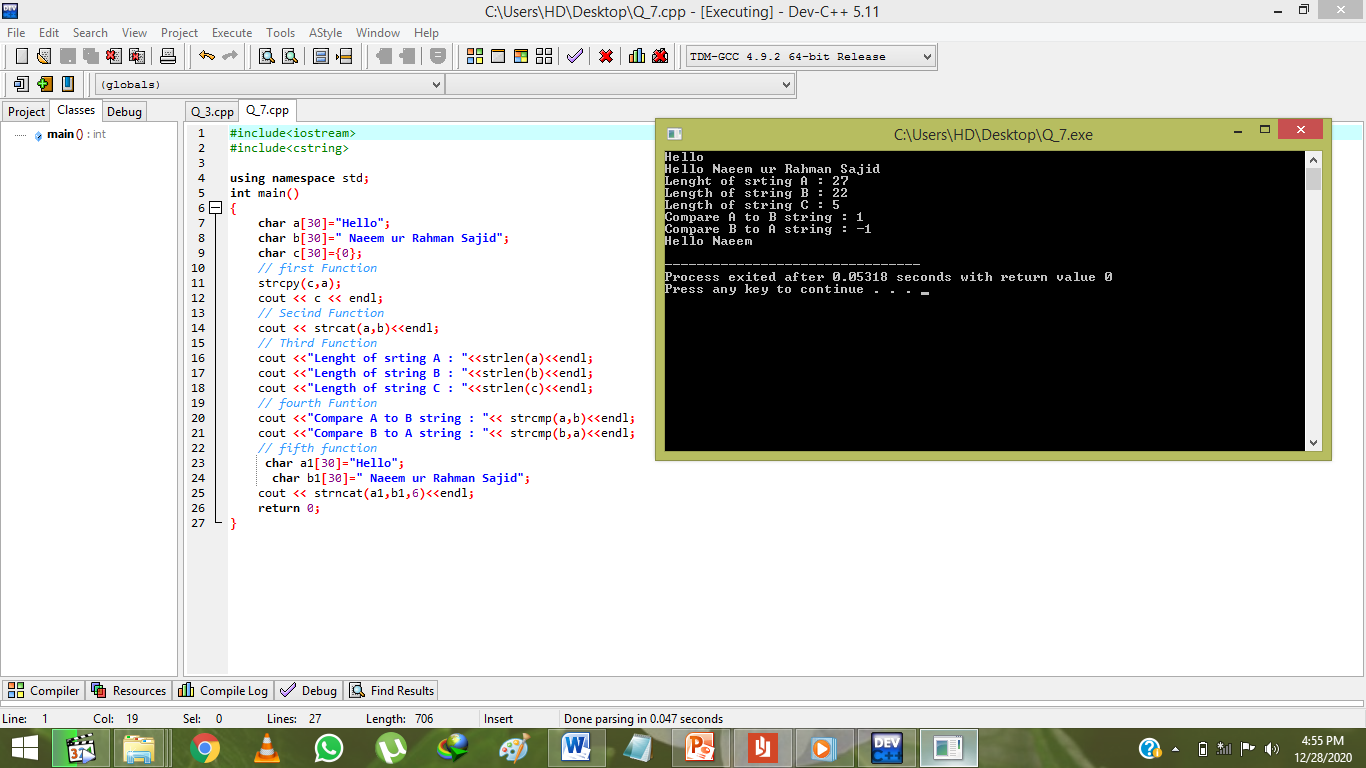 C:\Users\HD\Desktop\Q_7.cpp - [Executing] - Dev-C++ 5.11
File Edit Search View Project Execute Tools AStyle Window Help
TDM-GCC 4.9.2 64-bit Release
(globals)
Project Classes Debug
Q_3.cpp Q_7.cpp
main () : int
1 #include<iostream>
2 #include<cstring>
3
4 using namespace std;
5 int main()
6 {
7 char a[30]="Hello";
8 char b[30]=" Naeem ur Rahman Sajid";
9 char c[30]={0};
10 // first Function
11 strcpy(c,a);
12 cout << c << endl;
13 // Secind Function
14 cout << strcat(a,b)<<endl;
15 // Third Function
16 cout <<"Lenght of srting A : "<<strlen(a)<<endl;
17 cout <<"Length of string B : "<<strlen(b)<<endl;
18 cout <<"Length of string C : "<<strlen(c)<<endl;
19 // fourth Funtion
20 cout <<"Compare A to B string : "<< strcmp(a,b)<<endl;
21 cout <<"Compare B to A string : "<< strcmp(b,a)<<endl;
22 // fifth function
23 char a1[30]="Hello";
24 char b1[30]=" Naeem ur Rahman Sajid";
25 cout << strncat(a1,b1,6)<<endl;
26 return 0;
27 }
C:\Users\HD\Desktop\Q_7.exe
Hello
Hello Naeem ur Rahman Sajid
Lenght of srting A : 27
Length of string B : 22
Length of string C : 5
Compare A to B string : 1
Compare B to A string : -1
Hello Naeem
--------------------------------
Process exited after 0.05318 seconds with return value 0
Press any key to continue . . . _
Compiler Resources Compile Log Debug Find Results
Line: 1 Col: 19 Sel: 0 Lines: 27 Length: 706 Insert Done parsing in 0.047 seconds
4:55 PM
12/28/2020